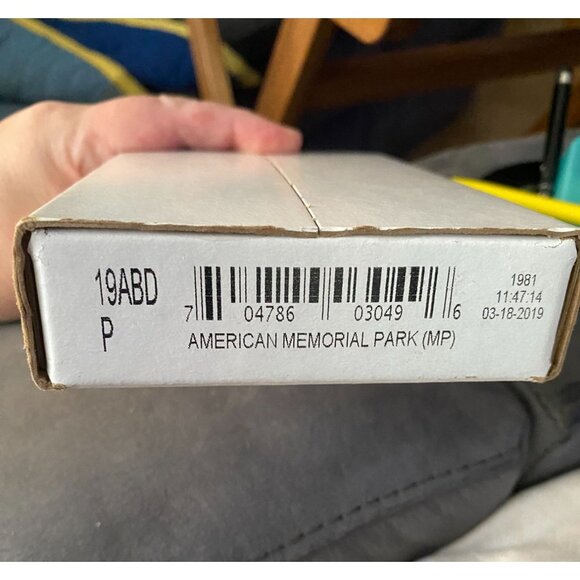 19ABD
P
7 04786 03049 6
AMERICAN MEMORIAL PARK (MP)
1981
11:47:14
03-18-2019